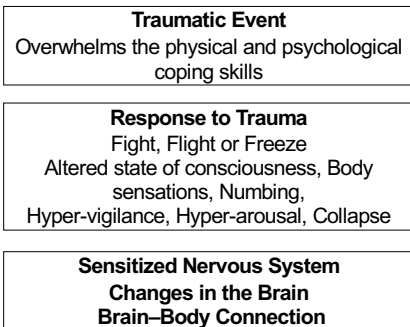 Traumatic Event
Overwhelms the physical and psychological
coping skills
Response to Trauma
Fight, Flight or Freeze
Altered state of consciousness, Body
sensations, Numbing,
Hyper-vigilance, Hyper-arousal, Collapse
Sensitized Nervous System
Changes in the Brain
Brain–Body Connection